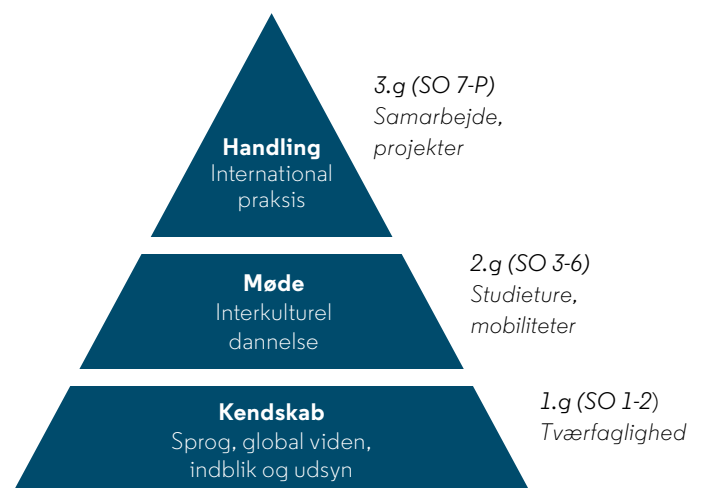 3.g (SO 7-P)
Samarbejde,
projekter
Handling
International
praksis
2.g (SO 3-6)
Studieture,
mobiliteter
Møde
Interkulturel
dannelse
1.g (SO 1-2)
Tværfaglighed
Kendskab
Sprog, global viden,
indblik og udsyn